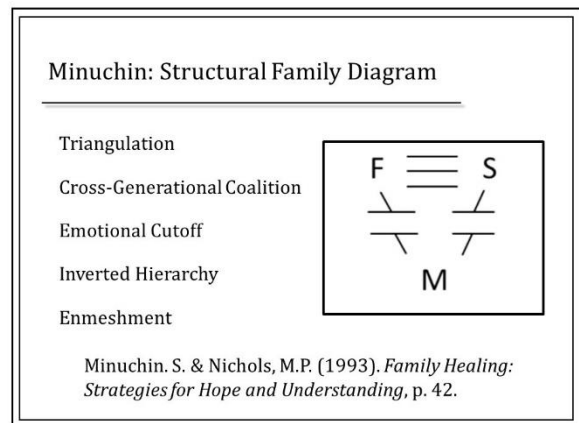 Minuchin: Structural Family Diagram
Triangulation
Cross-Generational Coalition
Emotional Cutoff
Inverted Hierarchy
Enmeshment
F S
M
Minuchin. S. & Nichols, M.P. (1993). Family Healing:
Strategies for Hope and Understanding, p. 42.